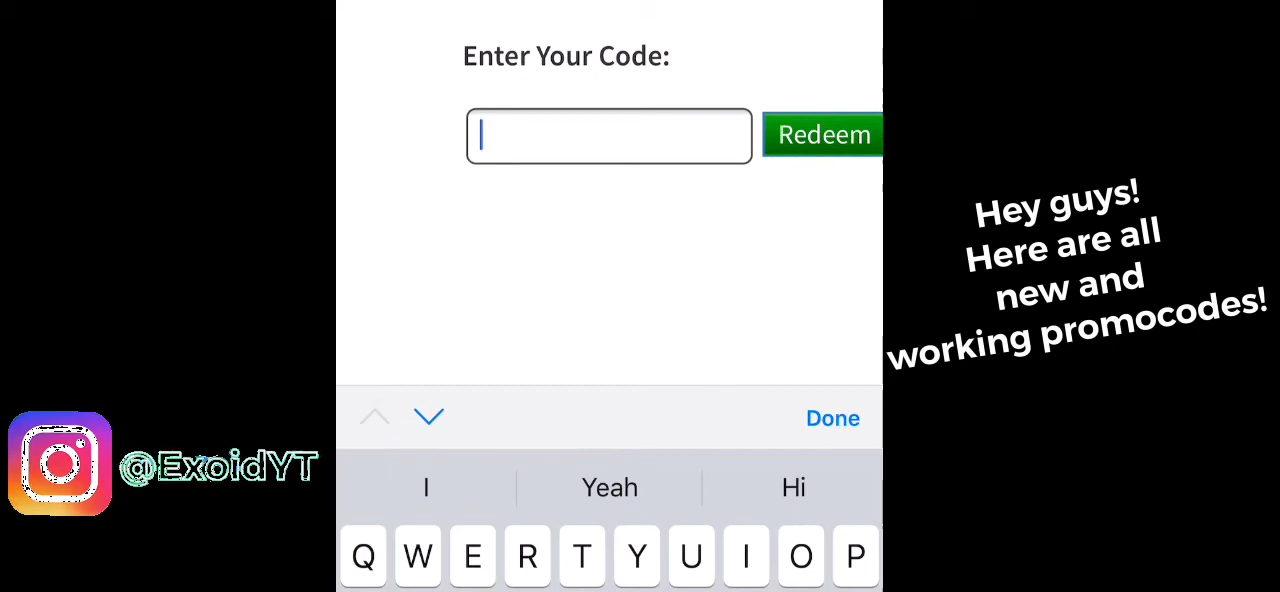 Enter Your Code:
Redeem
Hey guys!
Here are all
new and
working promocodes!
Done
@ExoidYT
I Yeah Hi
Q W E R T Y U I O P